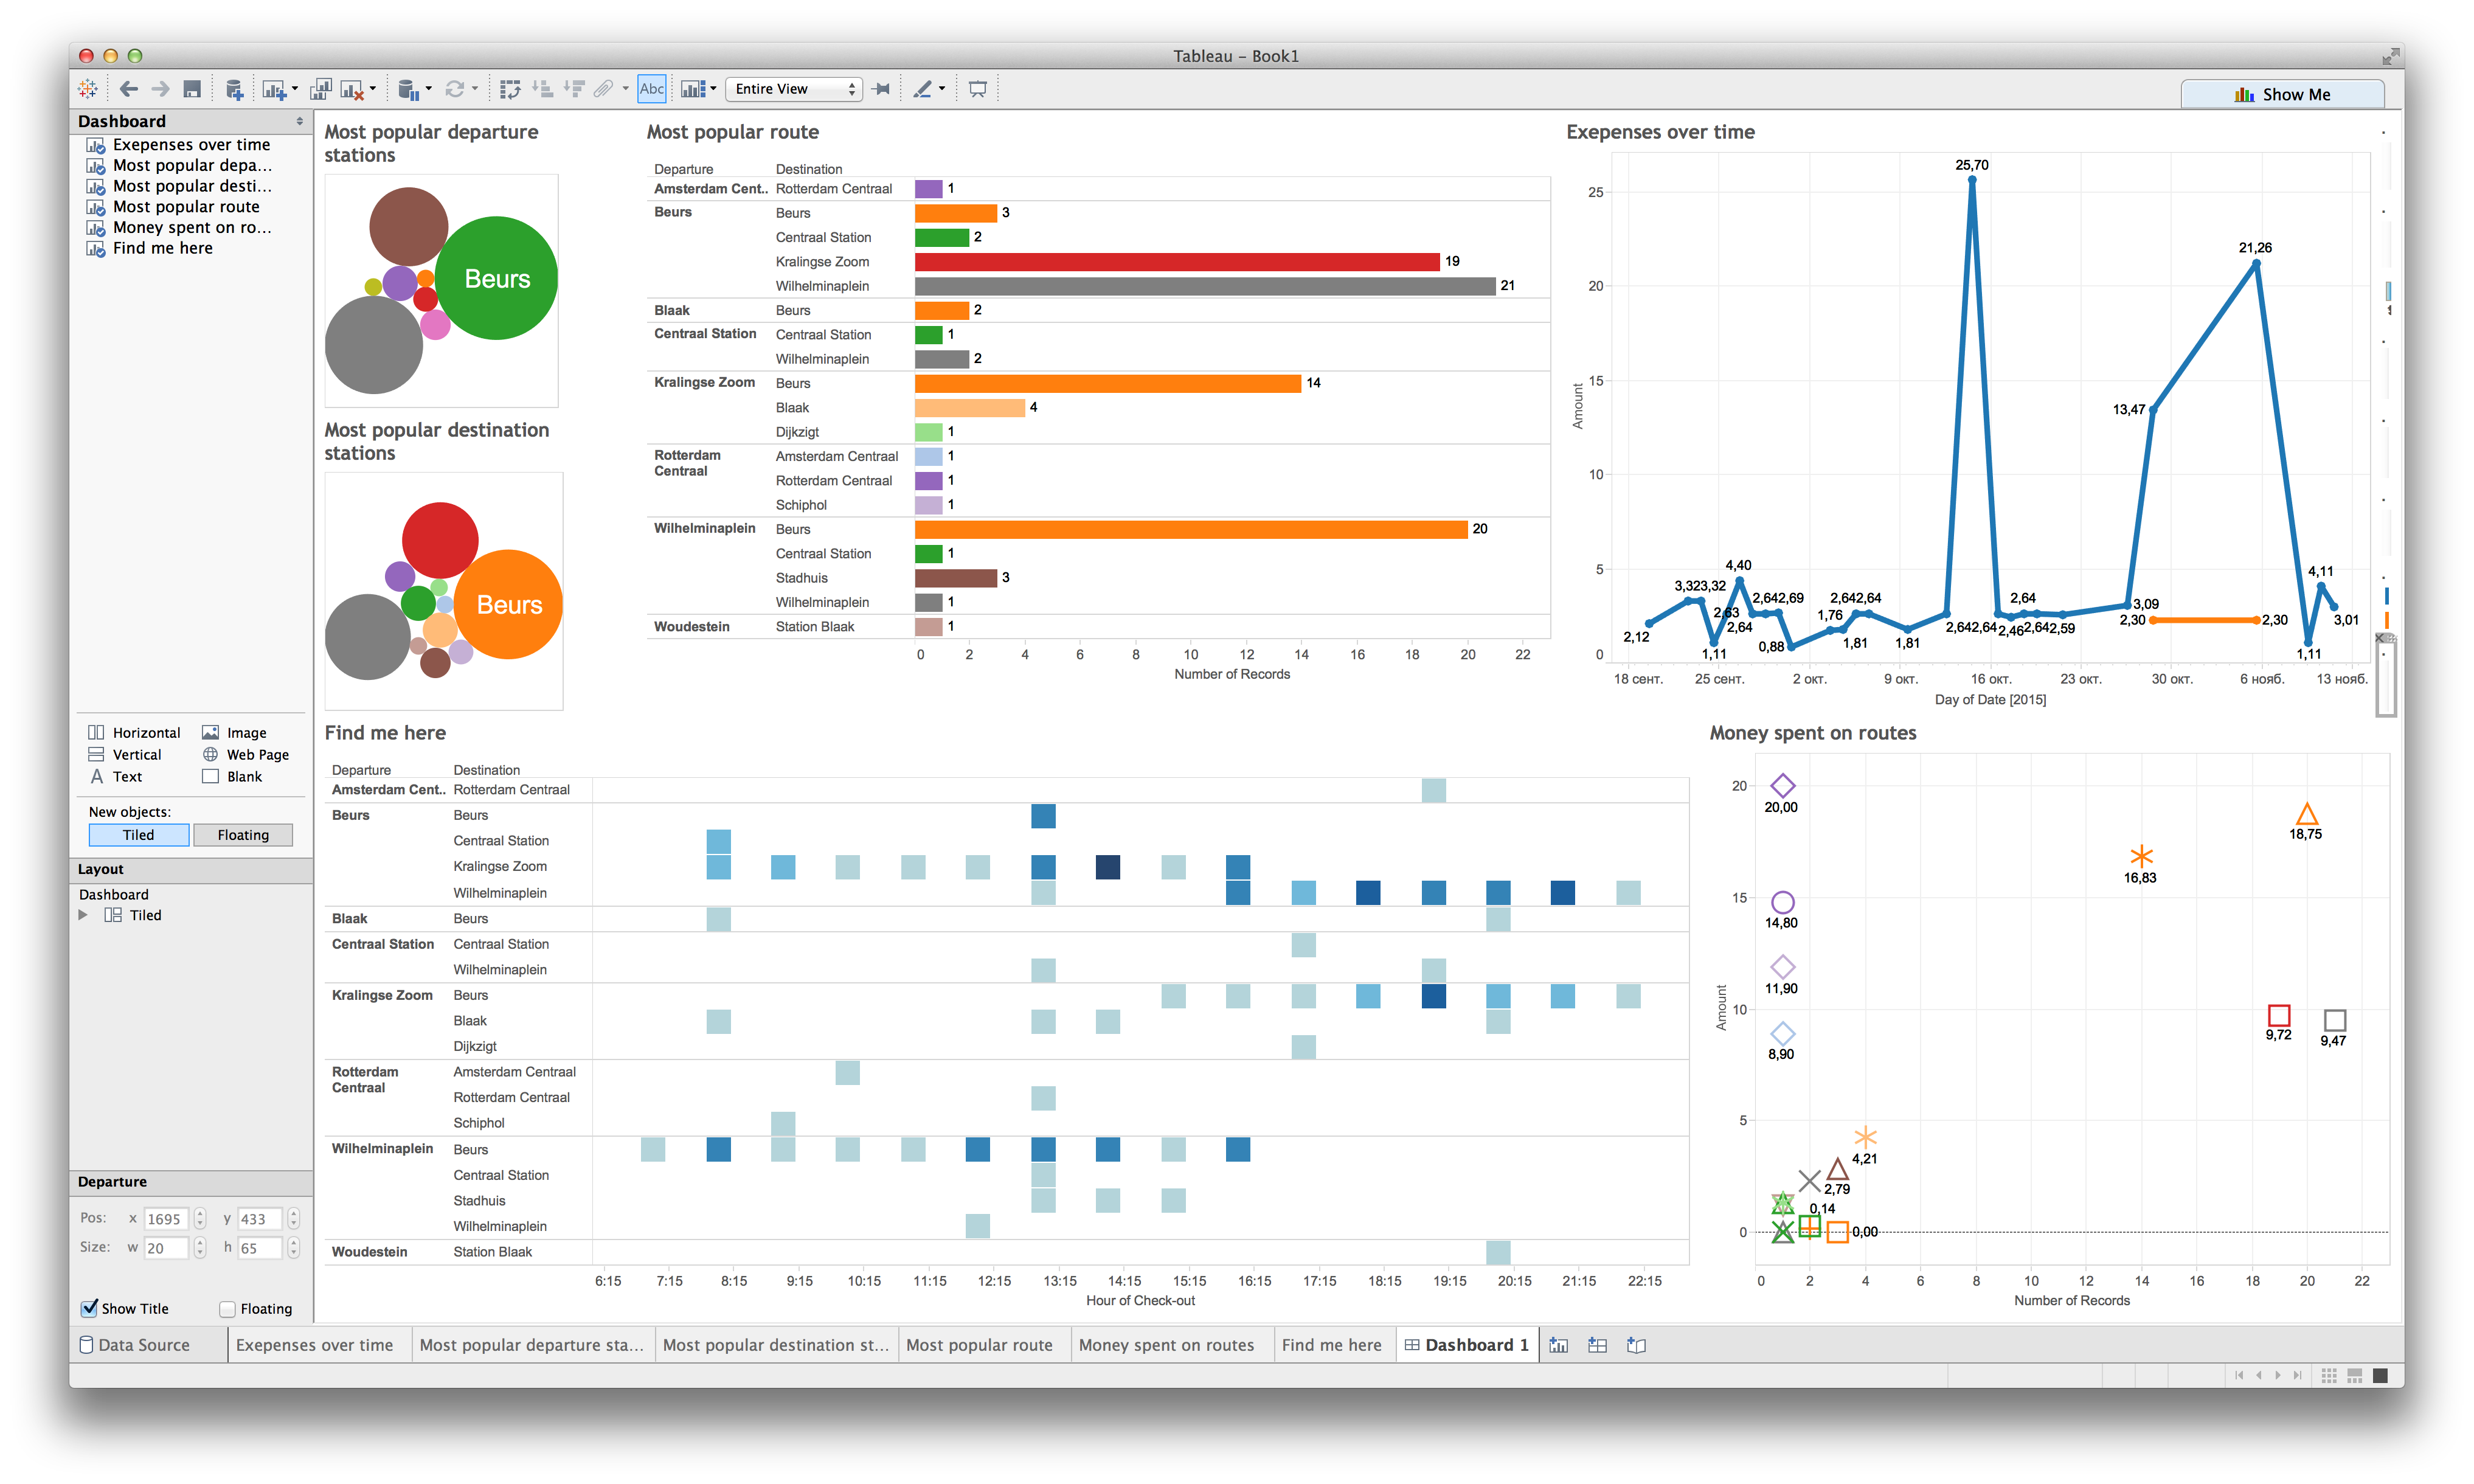 Tableau - Book1
Abc
Entire View
Show Me
Dashboard
Exepenses over time
Most popular depa...
Most popular desti...
Most popular route
Money spent on ro...
Find me here
Horizontal
Image
Vertical
Web Page
A Text
Blank
New objects:
Tiled
Floating
Layout
Dashboard
Tiled
Departure
Pos: x 1695 y 433
Size: w 20 h 65
Show Title
Floating
Most popular departure
stations
Beurs
Most popular destination
stations
Beurs
Most popular route
Departure Destination
Amsterdam Cent.. Rotterdam Centraal 1
Beurs Beurs 3
Centraal Station 2
Kralingse Zoom 19
Wilhelminaplein 21
Blaak Beurs 2
Centraal Station Centraal Station 1
Wilhelminaplein 2
Kralingse Zoom Beurs 14
Blaak 4
Dijkzigt 1
Rotterdam
Centraal
Amsterdam Centraal 1
Rotterdam Centraal 1
Schiphol 1
Wilhelminaplein Beurs 20
Centraal Station 1
Stadhuis 3
Wilhelminaplein 1
Woudestein Station Blaak 1
0 2 4 6 8 10 12 14 16 18 20 22
Number of Records
Exepenses over time
25
20
15
10
5
0
Amount
25,70
21,26
13,47
4,40
3,323,32
2,63
2,642,69
2,64
2,12
1,11
0,88
1,76
2,642,64
1,81
1,81
2,642,64
2,46
2,64
2,642,59
3,09
2,30
2,30
4,11
3,01
1,11
18 сент. 25 сент. 2 окт. 9 окт. 16 окт. 23 окт. 30 окт. 6 нояб. 13 нояб.
Day of Date [2015]
Find me here
Departure Destination
Amsterdam Cent.. Rotterdam Centraal
Beurs Beurs
Centraal Station
Kralingse Zoom
Wilhelminaplein
Blaak Beurs
Centraal Station Centraal Station
Wilhelminaplein
Kralingse Zoom Beurs
Blaak
Dijkzigt
Rotterdam
Centraal
Amsterdam Centraal
Rotterdam Centraal
Schiphol
Wilhelminaplein Beurs
Centraal Station
Stadhuis
Wilhelminaplein
Woudestein Station Blaak
6:15 7:15 8:15 9:15 10:15 11:15 12:15 13:15 14:15 15:15 16:15 17:15 18:15 19:15 20:15 21:15 22:15
Hour of Check-out
Money spent on routes
20
15
10
5
0
Amount
20,00
18,75
16,83
14,80
11,90
9,72
9,47
8,90
4,21
2,79
0,14
0,00
0 2 4 6 8 10 12 14 16 18 20 22
Number of Records
Data Source
Exepenses over time
Most popular departure sta...
Most popular destination st...
Most popular route
Money spent on routes
Find me here
Dashboard 1